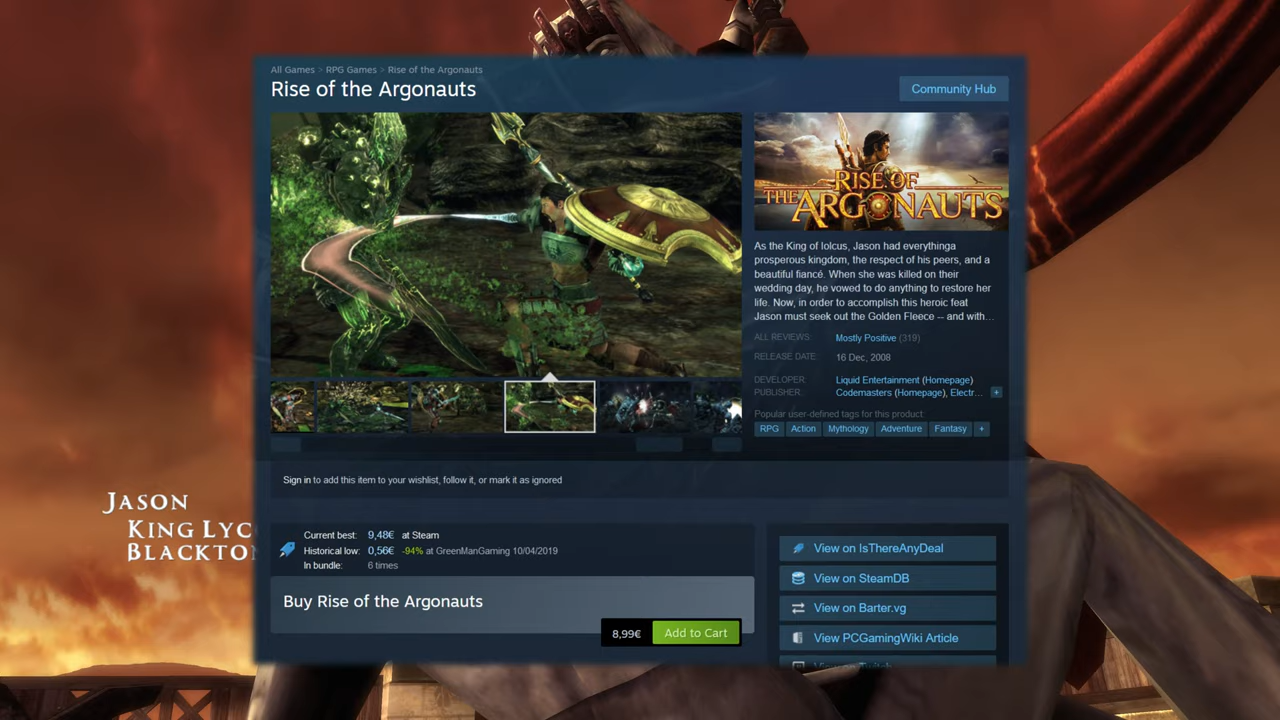 All Games > RPG Games > Rise of the Argonauts
Rise of the Argonauts
Community Hub
RISE OF
THE ARGONAUTS
As the King of Iolcus, Jason had everythinga
prosperous kingdom, the respect of his peers, and a
beautiful fiancé. When she was killed on their
wedding day, he vowed to do anything to restore her
life. Now, in order to accomplish this heroic feat
Jason must seek out the Golden Fleece -- and with…
ALL REVIEWS: Mostly Positive (319)
RELEASE DATE: 16 Dec, 2008
DEVELOPER: Liquid Entertainment (Homepage)
PUBLISHER: Codemasters (Homepage), Electr… +
Popular user-defined tags for this product:
RPG Action Mythology Adventure Fantasy +
Sign in to add this item to your wishlist, follow it, or mark it as ignored
JASON
KING LYC
BLACKTO
Current best: 9,48€ at Steam
Historical low: 0,56€ -94% at GreenManGaming 10/04/2019
In bundle: 6 times
Buy Rise of the Argonauts
8,99€ Add to Cart
View on IsThereAnyDeal
View on SteamDB
View on Barter.vg
View PCGamingWiki Article
View on Twitch